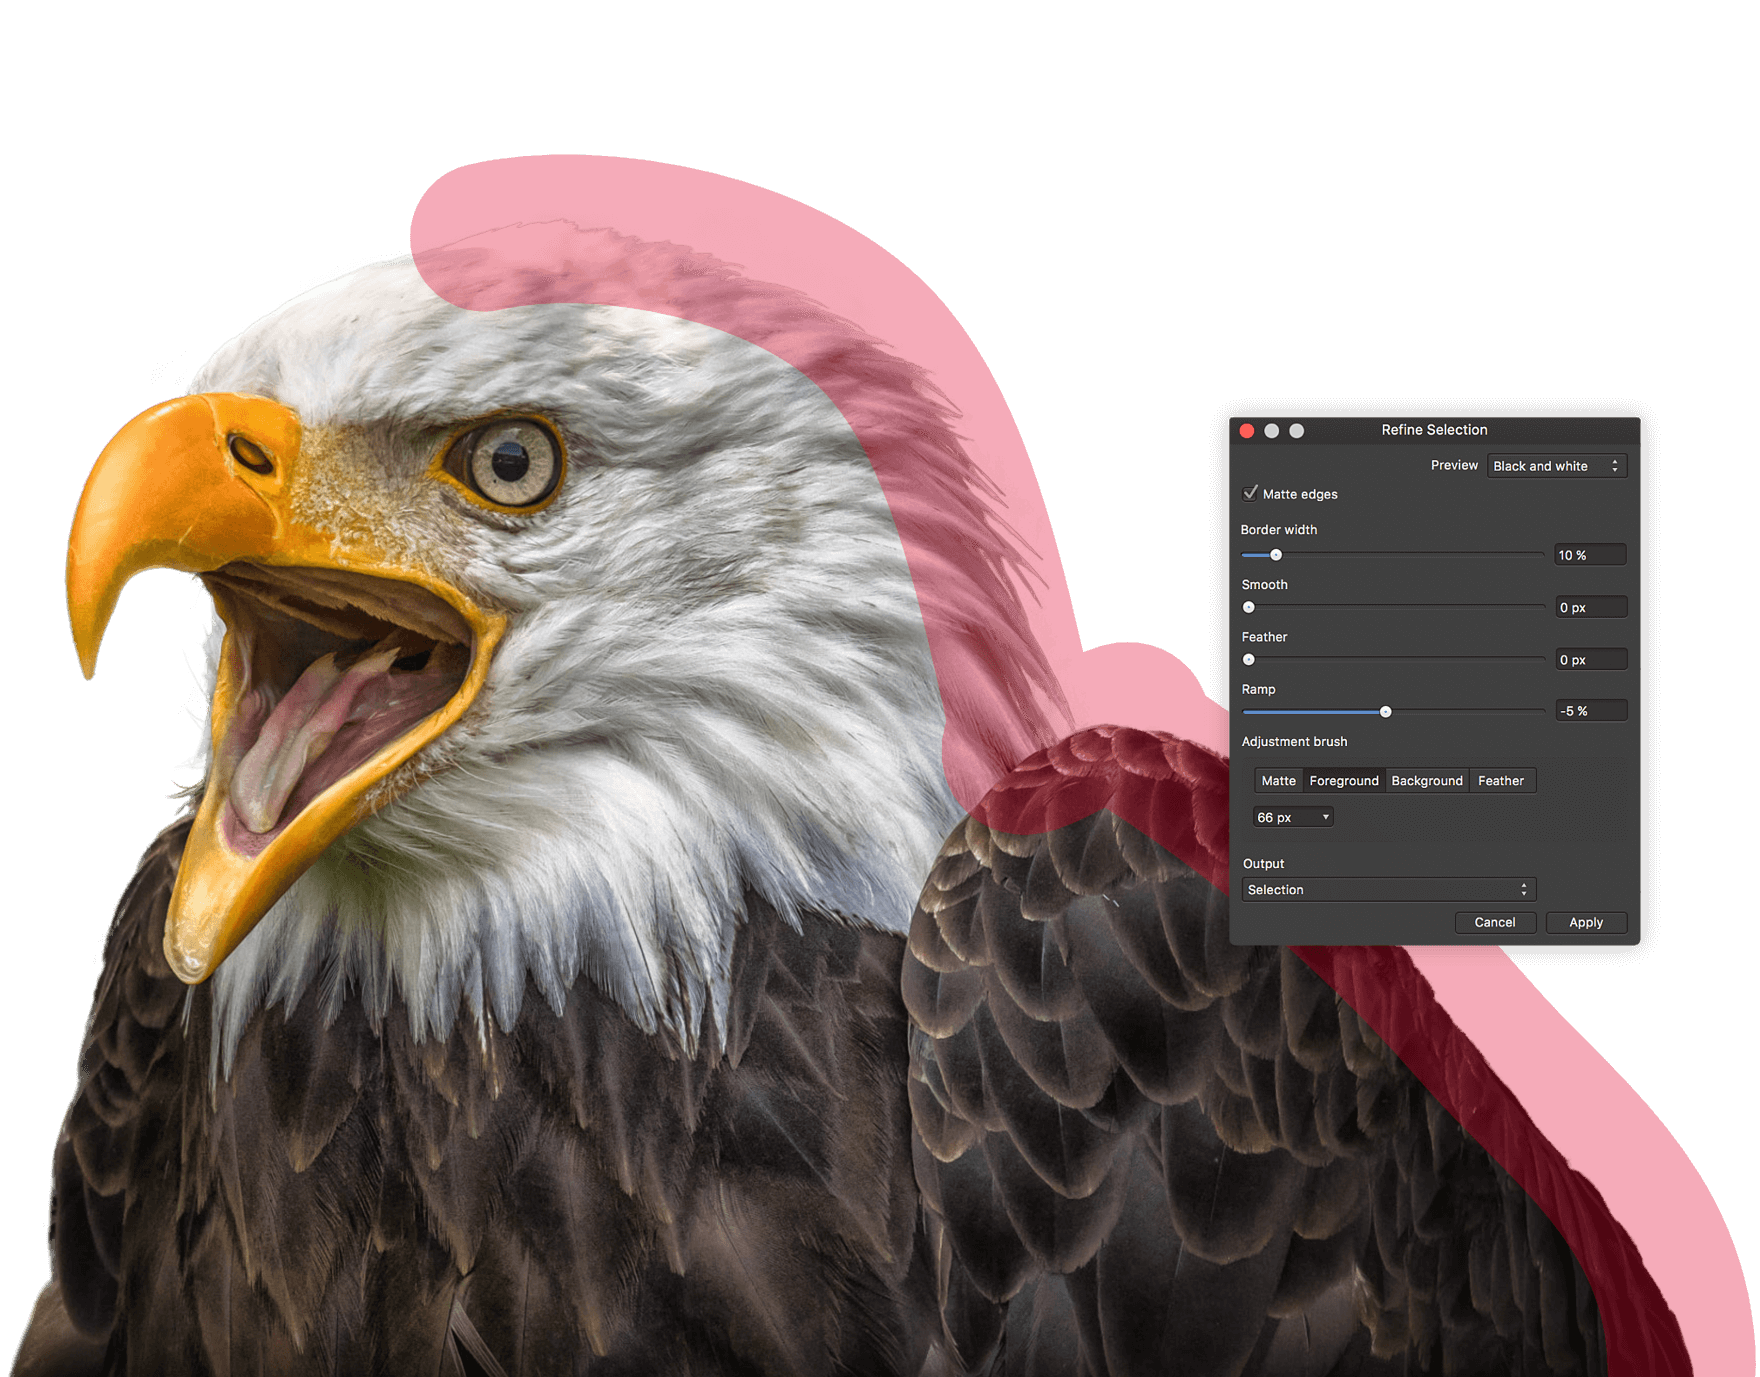 Refine Selection
Preview Black and white
Matte edges
Border width
10 %
Smooth
0 px
Feather
0 px
Ramp
-5 %
Adjustment brush
Matte Foreground Background Feather
66 px
Output
Selection
Cancel Apply